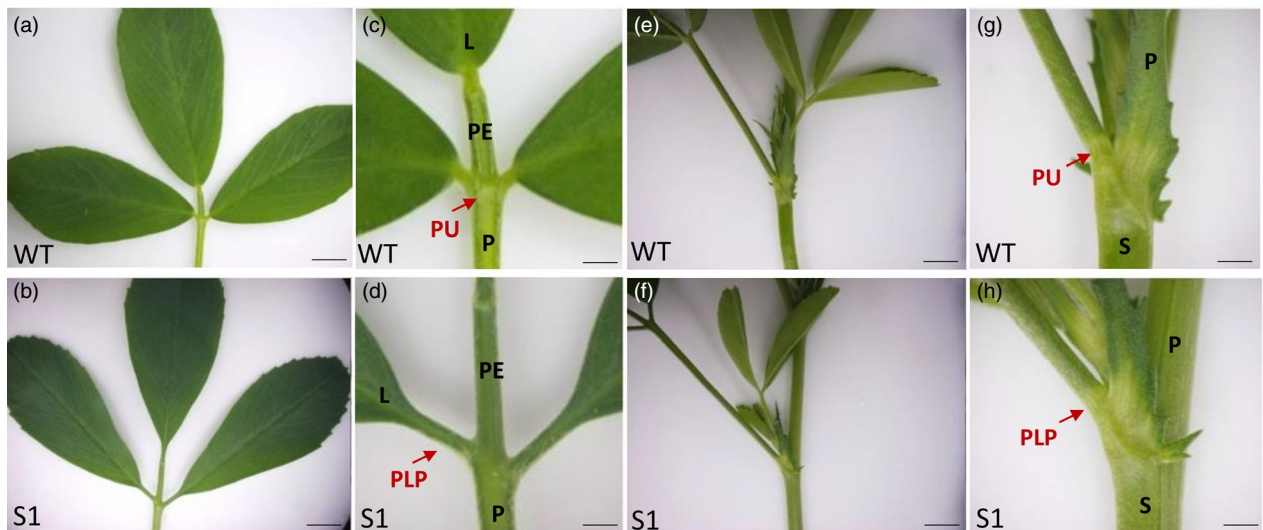 (a)
WT
(c)
L
PE
PU
P
WT
(e)
WT
(g)
P
PU
S
WT
(b)
S1
(d)
PE
L
PLP
P
S1
(f)
S1
(h)
P
PLP
S
S1